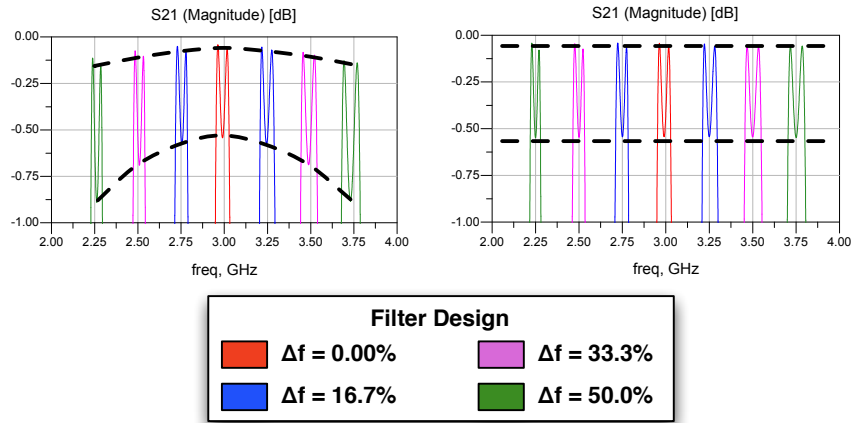 S21 (Magnitude) [dB]
0.00
-0.25
-0.50
-0.75
-1.00
2.00 2.25 2.50 2.75 3.00 3.25 3.50 3.75 4.00
freq, GHz
S21 (Magnitude) [dB]
0.00
-0.25
-0.50
-0.75
-1.00
2.00 2.25 2.50 2.75 3.00 3.25 3.50 3.75 4.00
freq, GHz
Filter Design
Δf = 0.00% Δf = 33.3%
Δf = 16.7% Δf = 50.0%